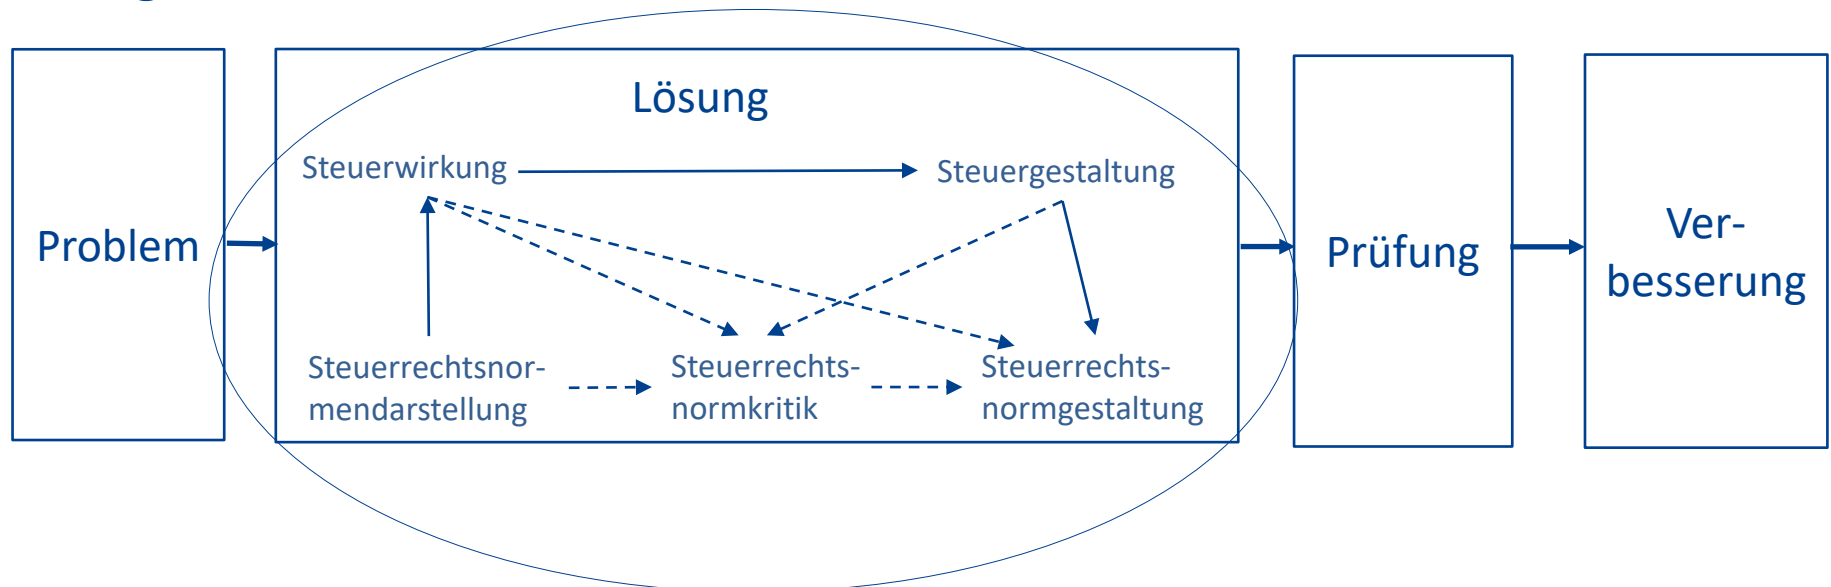 Lösung
Steuerwirkung
Steuergestaltung
Problem
Prüfung
Ver-
besserung
Steuerrechtsnor-
mendarstellung
Steuerrechts-
normkritik
Steuerrechts-
normgestaltung